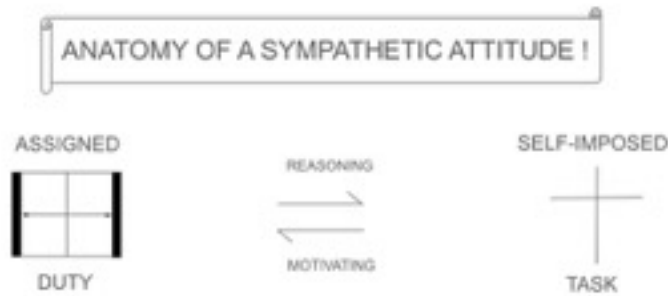 ANATOMY OF A SYMPATHETIC ATTITUDE !
ASSIGNED
DUTY
REASONING
MOTIVATING
SELF-IMPOSED
TASK